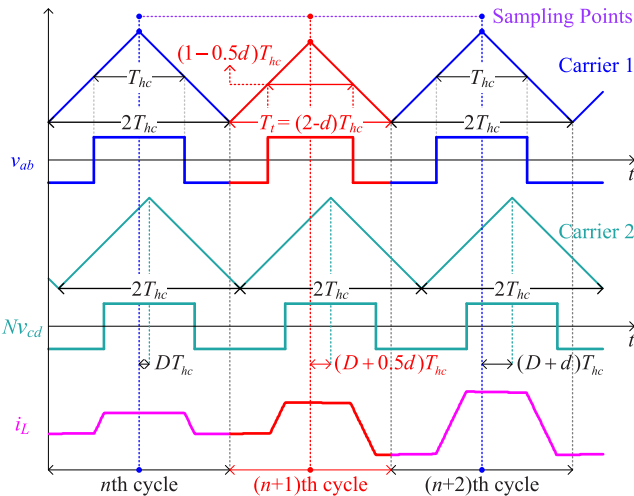 Sampling Points
(1−0.5d)T_hc
Carrier 1
T_hc
T_hc
2T_hc
T_t = (2-d)T_hc
2T_hc
v_ab
t
Carrier 2
2T_hc
2T_hc
2T_hc
Nv_cd
t
DT_hc
(D + 0.5d)T_hc
(D + d)T_hc
i_L
nth cycle
(n+1)th cycle
(n+2)th cycle